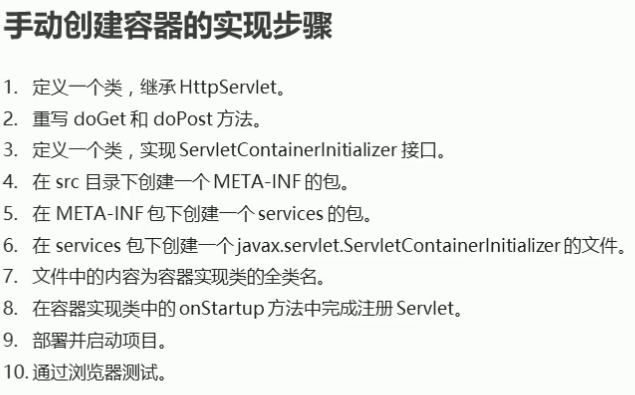 手动创建容器的实现步骤
1. 定义一个类，继承 HttpServlet。
2. 重写 doGet 和 doPost 方法。
3. 定义一个类，实现 ServletContainerInitializer 接口。
4. 在 src 目录下创建一个 META-INF 的包。
5. 在 META-INF 包下创建一个 services 的包。
6. 在 services 包下创建一个 javax.servlet.ServletContainerInitializer 的文件。
7. 文件中的内容为容器实现类的全类名。
8. 在容器实现类中的 onStartup 方法中完成注册 Servlet。
9. 部署并启动项目。
10. 通过浏览器测试。